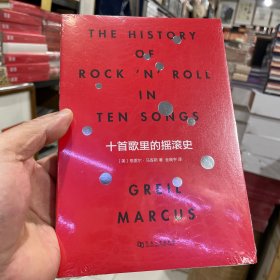 THE HISTORY
OF
ROCK 'N' ROLL
IN
TEN SONGS
十首歌里的摇滚史
GREIL
MARCUS